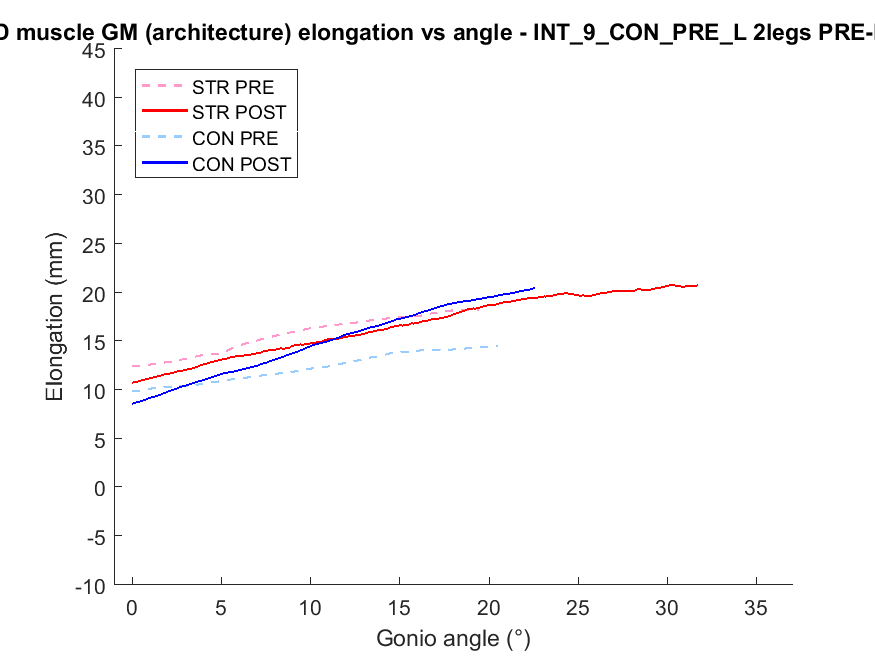 muscle GM (architecture) elongation vs angle - INT_9_CON_PRE_L 2legs
45
40
35
30
25
20
15
10
5
0
-5
-10
Elongation (mm)
STR PRE
STR POST
CON PRE
CON POST
0 5 10 15 20 25 30 35
Gonio angle (°)